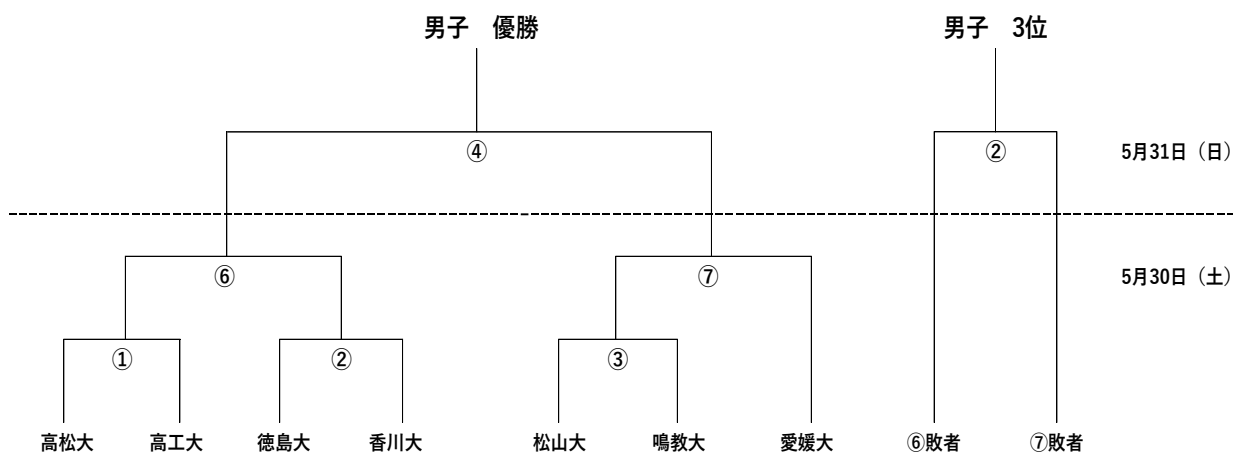 男子　優勝
男子　3位
④
②
5月31日（日）
⑥
⑦
5月30日（土）
①
②
③
高松大
高工大
徳島大
香川大
松山大
鳴教大
愛媛大
⑥敗者
⑦敗者